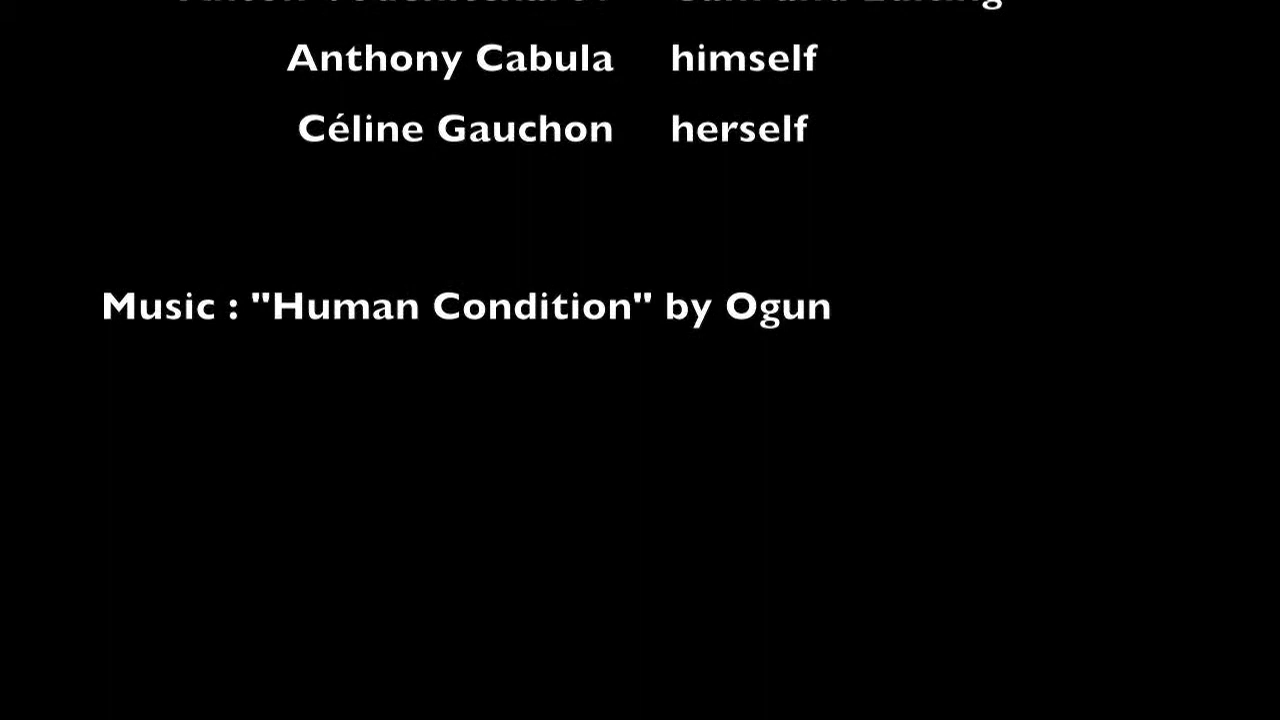 Anthony Cabula himself
Céline Gauchon herself
Music : "Human Condition" by Ogun